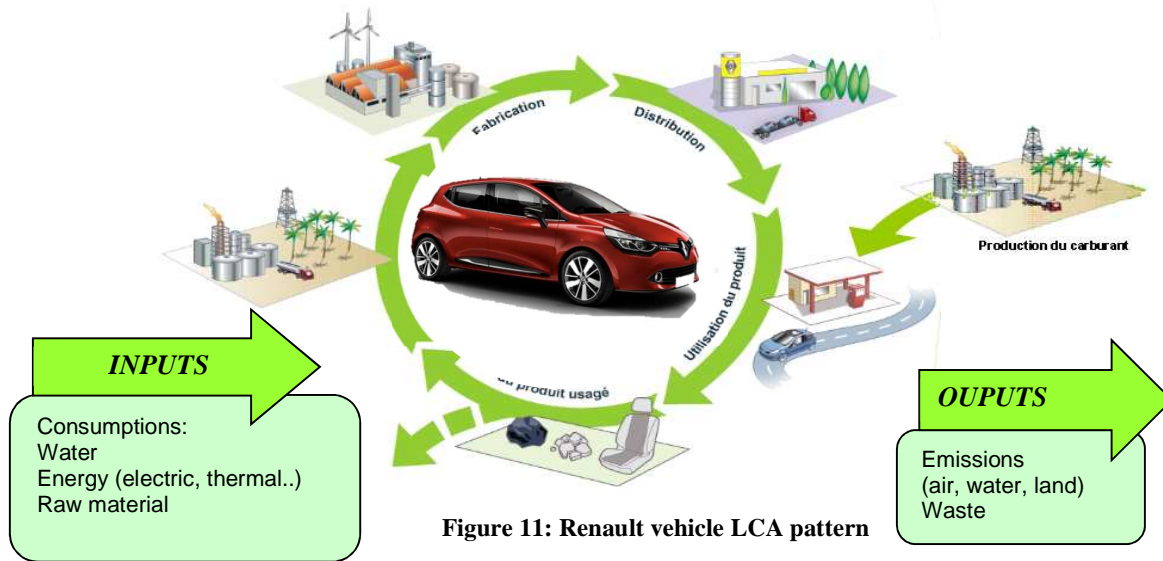 Fabrication
Distribution
Production du carburant
Utilisation du produit
du produit usagé
INPUTS
Consumptions:
Water
Energy (electric, thermal..)
Raw material
OUPUTS
Emissions
(air, water, land)
Waste
Figure 11: Renault vehicle LCA pattern